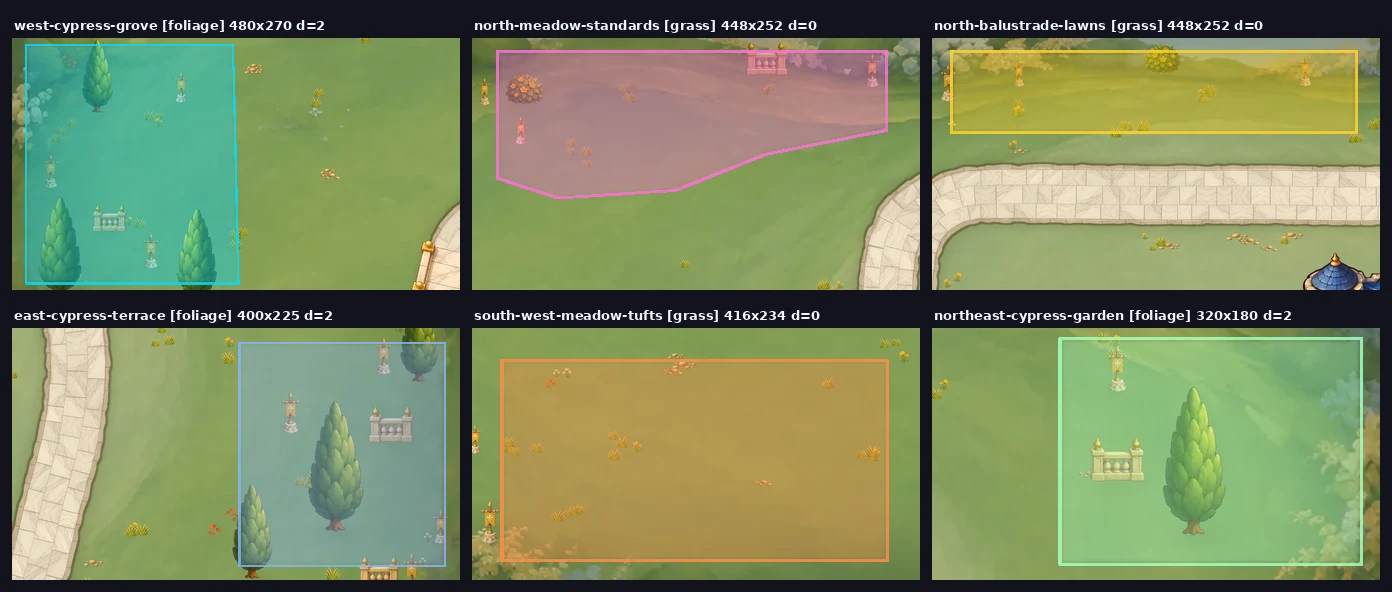 west-cypress-grove [foliage] 480x270 d=2
north-meadow-standards [grass] 448x252 d=0
north-balustrade-lawns [grass] 448x252 d=0
east-cypress-terrace [foliage] 400x225 d=2
south-west-meadow-tufts [grass] 416x234 d=0
northeast-cypress-garden [foliage] 320x180 d=2